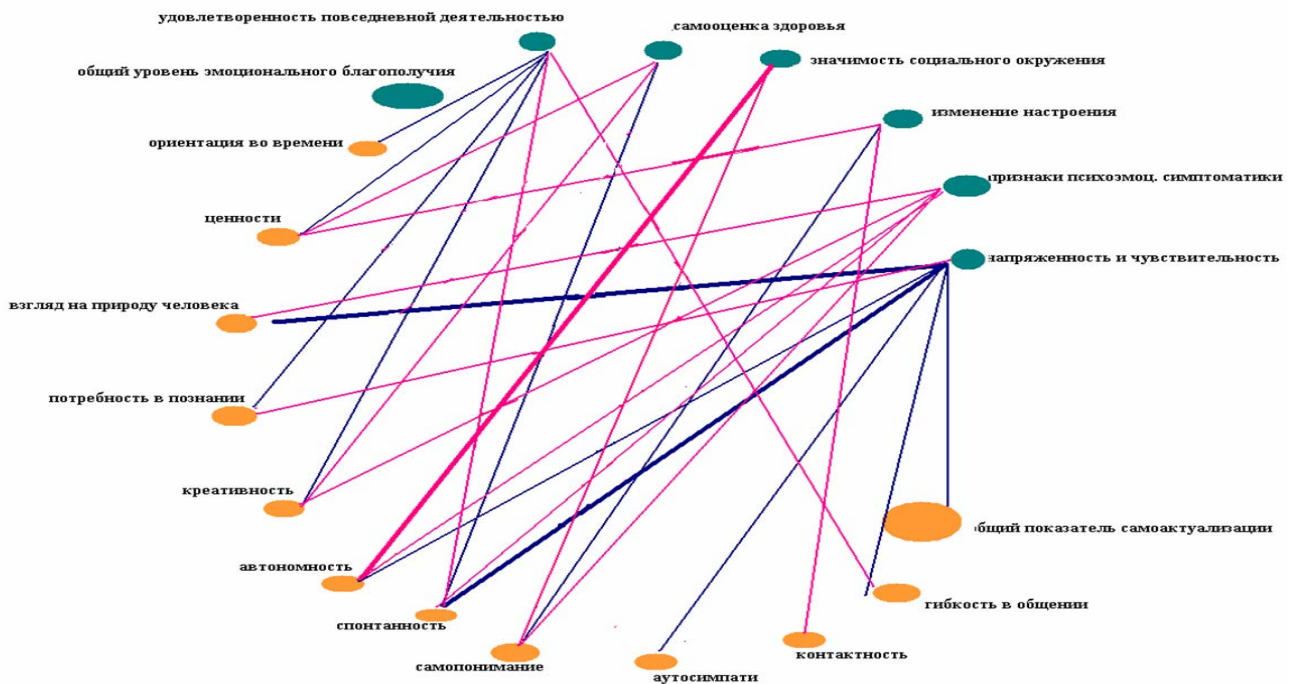 удовлетворенность повседневной деятельностью
самооценка здоровья
значимость социального окружения
общий уровень эмоционального благополучия
изменение настроения
ориентация во времени
признаки психоэмоц. симптоматики
ценности
напряженность и чувствительность
взгляд на природу человека
потребность в познании
креативность
общий показатель самоактуализации
автономность
гибкость в общении
спонтанность
контактность
самопонимание
аутосимпати